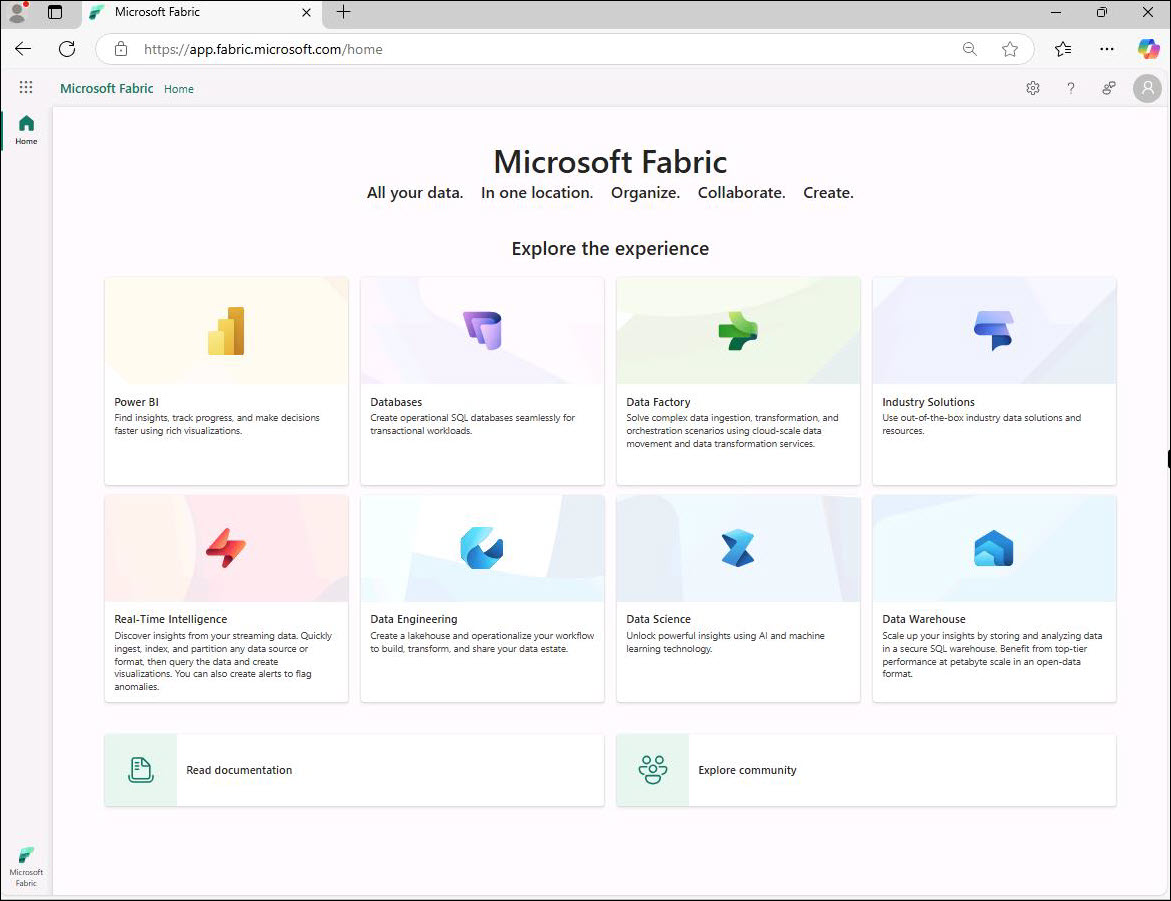 Microsoft Fabric
https://app.fabric.microsoft.com/home
Microsoft Fabric Home
Home
Microsoft Fabric
All your data. In one location. Organize. Collaborate. Create.
Explore the experience
Power BI
Find insights, track progress, and make decisions
faster using rich visualizations.
Databases
Create operational SQL databases seamlessly for
transactional workloads.
Data Factory
Solve complex data ingestion, transformation, and
orchestration scenarios using cloud-scale data
movement and data transformation services.
Industry Solutions
Use out-of-the-box industry data solutions and
resources.
Real-Time Intelligence
Discover insights from your streaming data. Quickly
ingest, index, and partition any data source or
format, then query the data and create
visualizations. You can also create alerts to flag
anomalies.
Data Engineering
Create a lakehouse and operationalize your workflow
to build, transform, and share your data estate.
Data Science
Unlock powerful insights using AI and machine
learning technology.
Data Warehouse
Scale up your insights by storing and analyzing data
in a secure SQL warehouse. Benefit from top-tier
performance at petabyte scale in an open-data
format.
Read documentation
Explore community
Microsoft
Fabric